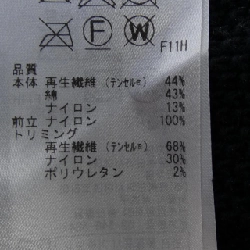 F
W
F11H
品質
本体 再生繊維 (テンセル®) 44%
綿 43%
ナイロン 13%
前立 ナイロン 100%
トリミング
再生繊維 (テンセル®) 68%
ナイロン 30%
ポリウレタン 2%